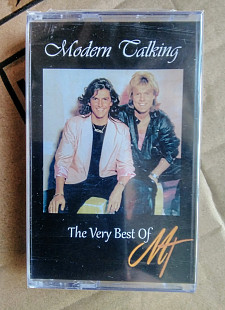 Modern Talking
The Very Best Of
MT